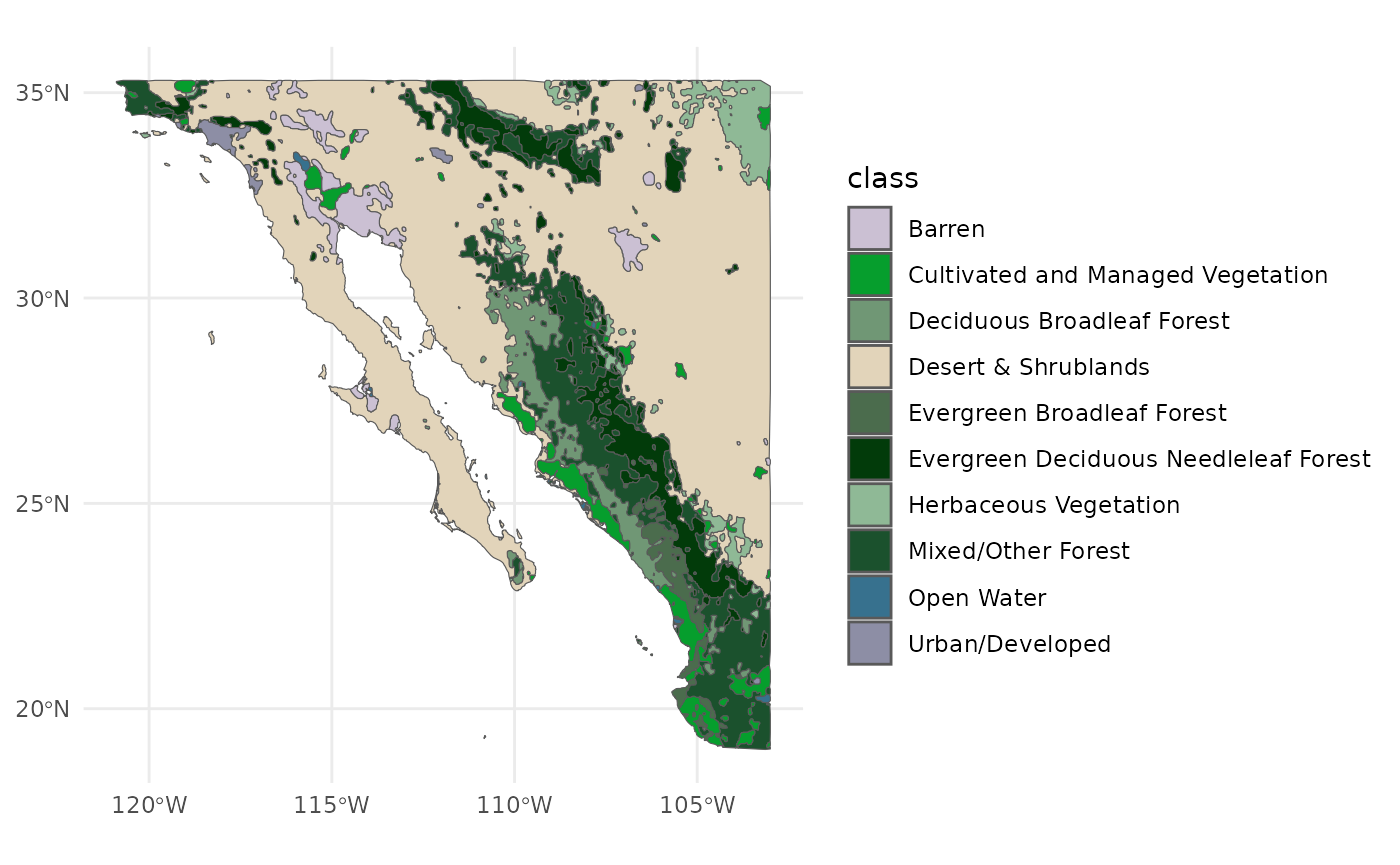 35°N
30°N
25°N
20°N
120°W
115°W
110°W
105°W
class
Barren
Cultivated and Managed Vegetation
Deciduous Broadleaf Forest
Desert & Shrublands
Evergreen Broadleaf Forest
Evergreen Deciduous Needleleaf Forest
Herbaceous Vegetation
Mixed/Other Forest
Open Water
Urban/Developed